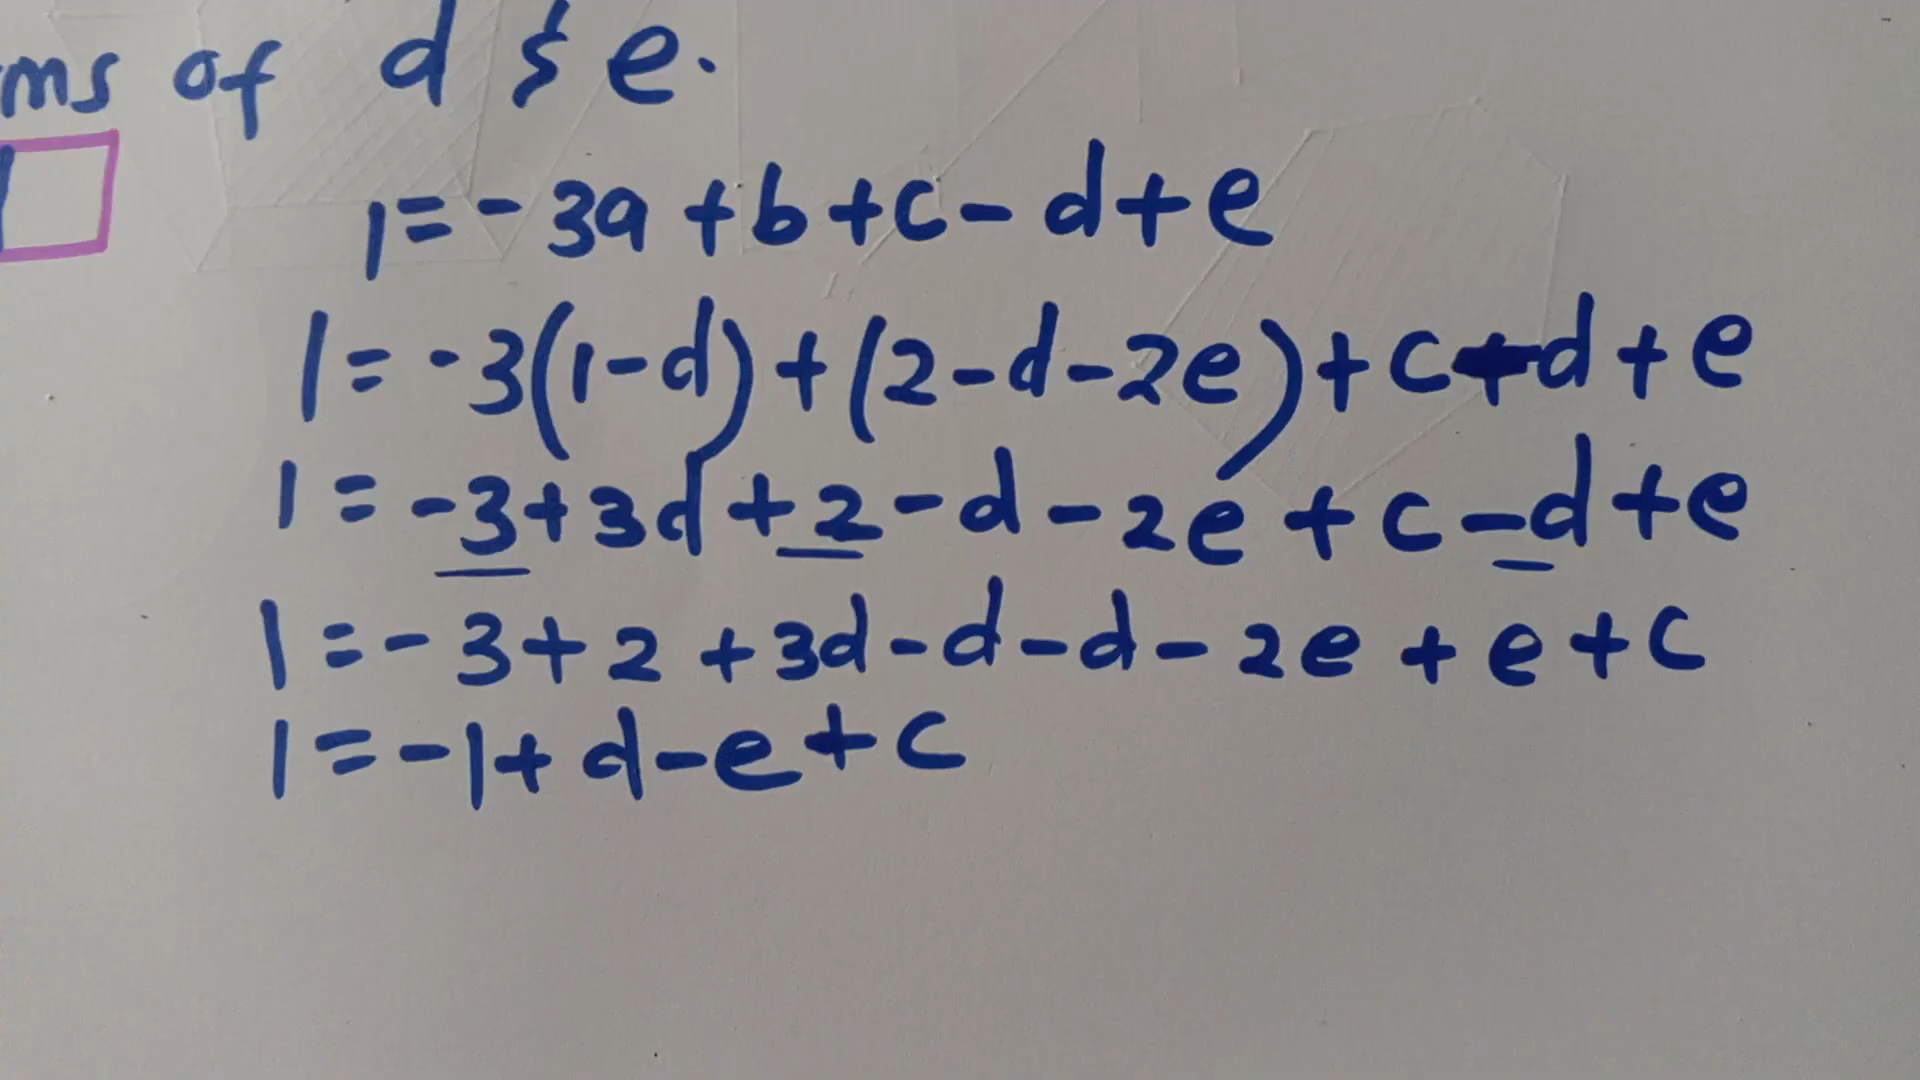 of d & e.
1 = - 3a + b + c - d + e
1 = - 3(1 - d) + (2 - d - 2e) + c - d + e
1 = - 3 + 3d + 2 - d - 2e + c - d + e
1 = - 3 + 2 + 3d - d - d - 2e + e + c
1 = - 1 + d - e + c